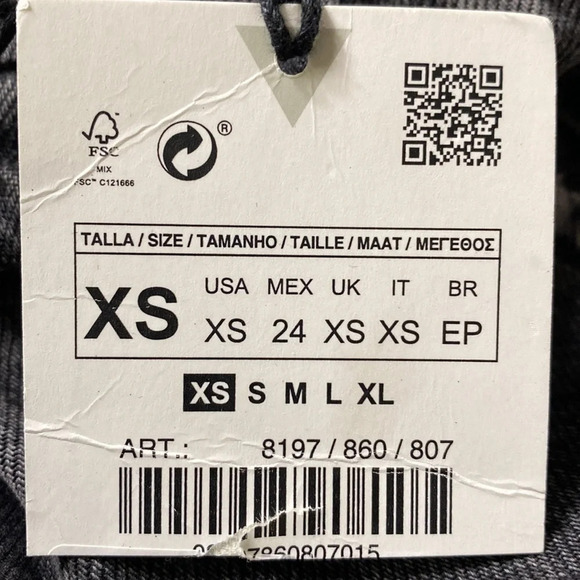 FSC
MIX
FSC™ C121666
®
TALLA / SIZE / TAMANHO / TAILLE / MAAT / ΜΕΓΕΘΟΣ
XS
USA MEX UK IT BR
XS 24 XS XS EP
XS S M L XL
ART.: 8197 / 860 / 807